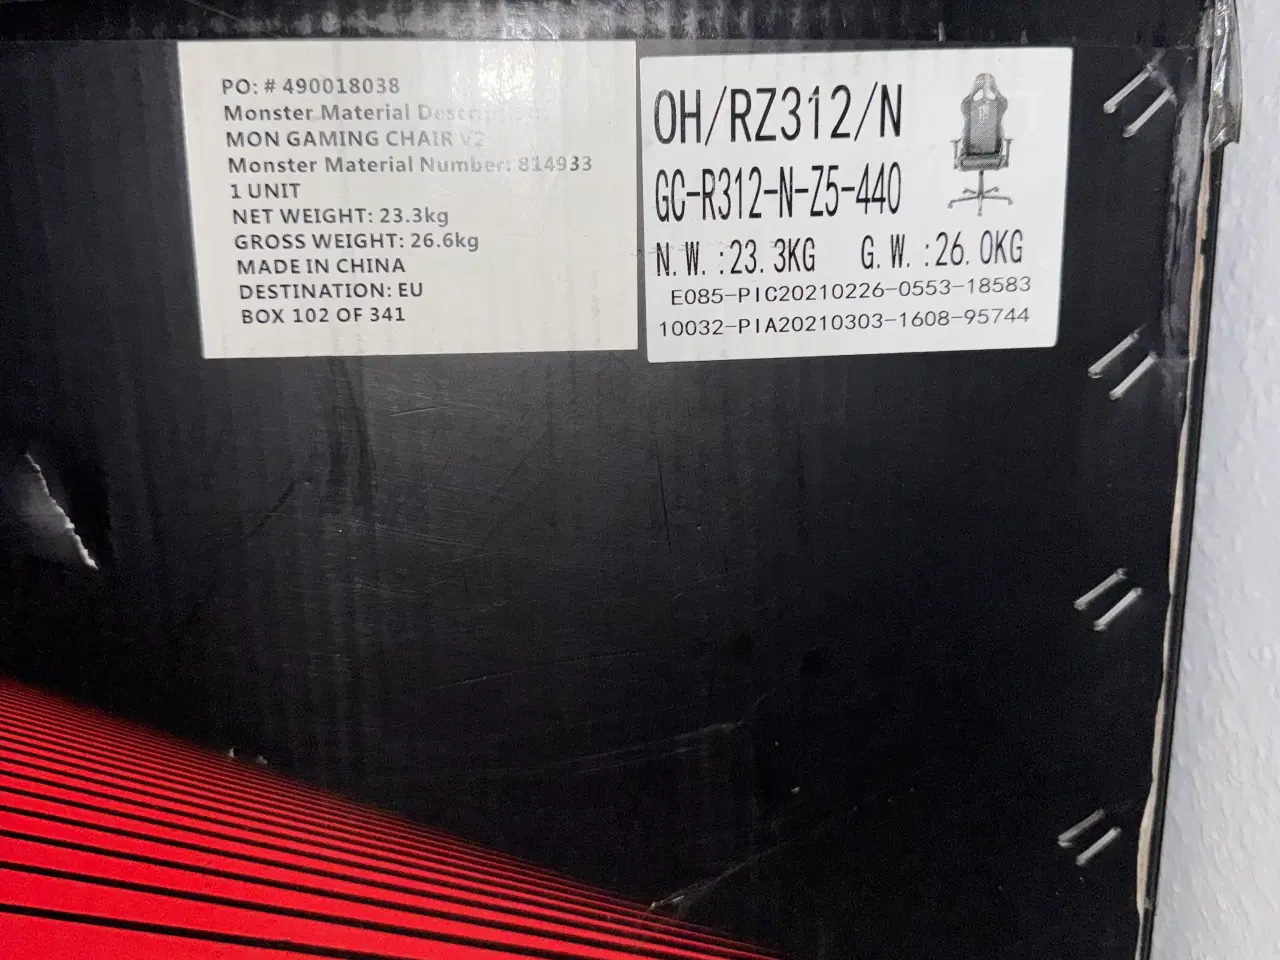 PO: # 490018038
Monster Material Description:
MON GAMING CHAIR V2
Monster Material Number: 814933
1 UNIT
NET WEIGHT: 23.3kg
GROSS WEIGHT: 26.6kg
MADE IN CHINA
DESTINATION: EU
BOX 102 OF 341
OH/RZ312/N
GC-R312-N-Z5-440
N.W.:23.3KG G.W.:26.0KG
E085-PIC20210226-0553-18583
10032-PIA20210303-1608-95744